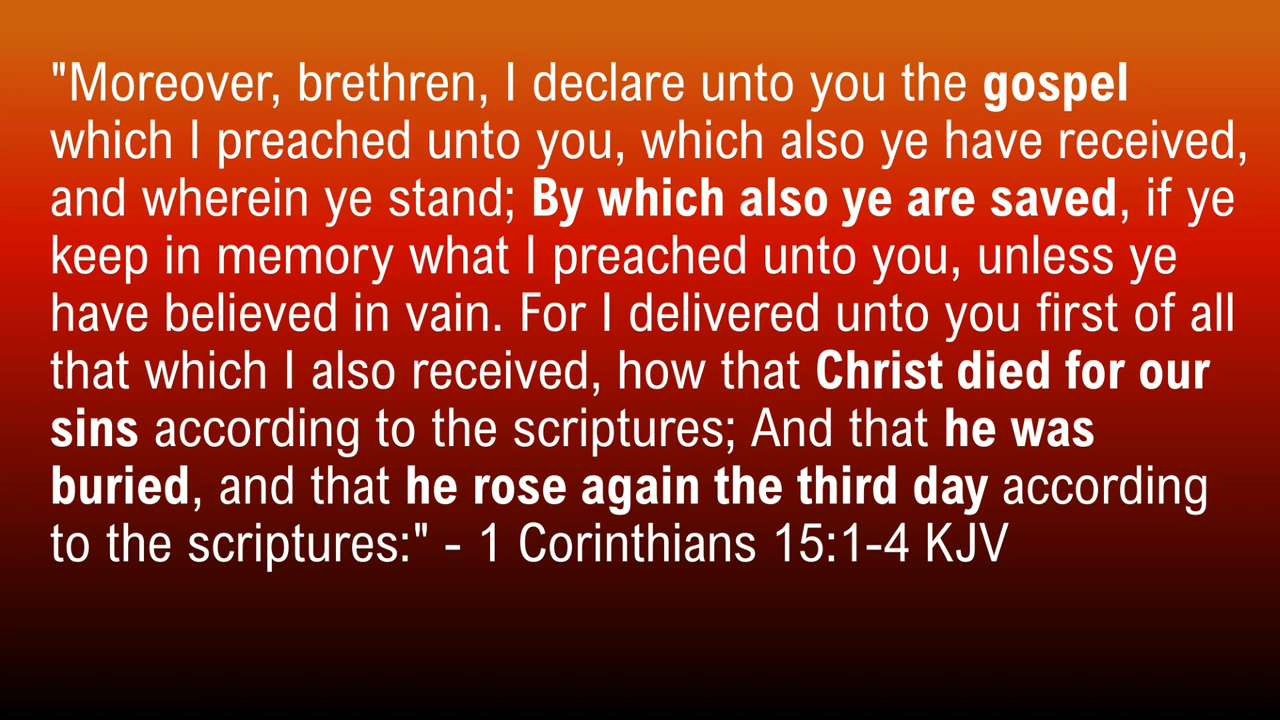 "Moreover, brethren, I declare unto you the gospel
which I preached unto you, which also ye have received,
and wherein ye stand; By which also ye are saved, if ye
keep in memory what I preached unto you, unless ye
have believed in vain. For I delivered unto you first of all
that which I also received, how that Christ died for our
sins according to the scriptures; And that he was
buried, and that he rose again the third day according
to the scriptures:" - 1 Corinthians 15:1-4 KJV